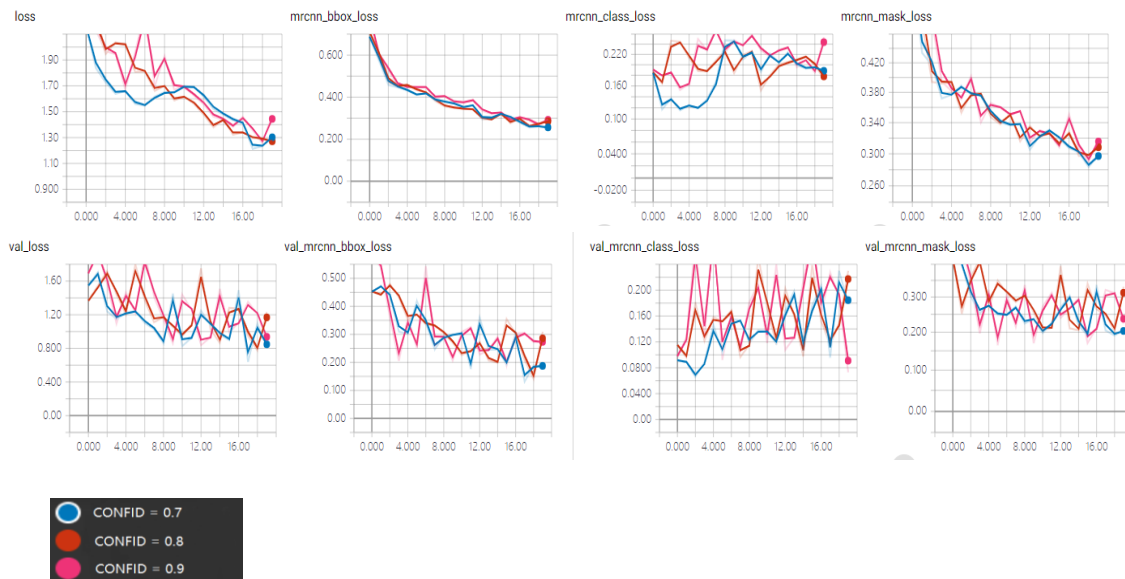 loss
1.90
1.70
1.50
1.30
1.10
0.900
0.000 4.000 8.000 12.00 16.00
mrcnn_bbox_loss
0.600
0.400
0.200
0.00
0.000 4.000 8.000 12.00 16.00
mrcnn_class_loss
0.220
0.160
0.100
0.0400
-0.0200
0.000 4.000 8.000 12.00 16.00
mrcnn_mask_loss
0.420
0.380
0.340
0.300
0.260
0.000 4.000 8.000 12.00 16.00
val_loss
1.60
1.20
0.800
0.400
0.00
0.000 4.000 8.000 12.00 16.00
val_mrcnn_bbox_loss
0.500
0.400
0.300
0.200
0.100
0.00
0.000 4.000 8.000 12.00 16.00
val_mrcnn_class_loss
0.200
0.160
0.120
0.0800
0.0400
0.00
0.000 4.000 8.000 12.00 16.00
val_mrcnn_mask_loss
0.300
0.200
0.100
0.00
0.000 4.000 8.000 12.00 16.00
CONFID = 0.7
CONFID = 0.8
CONFID = 0.9